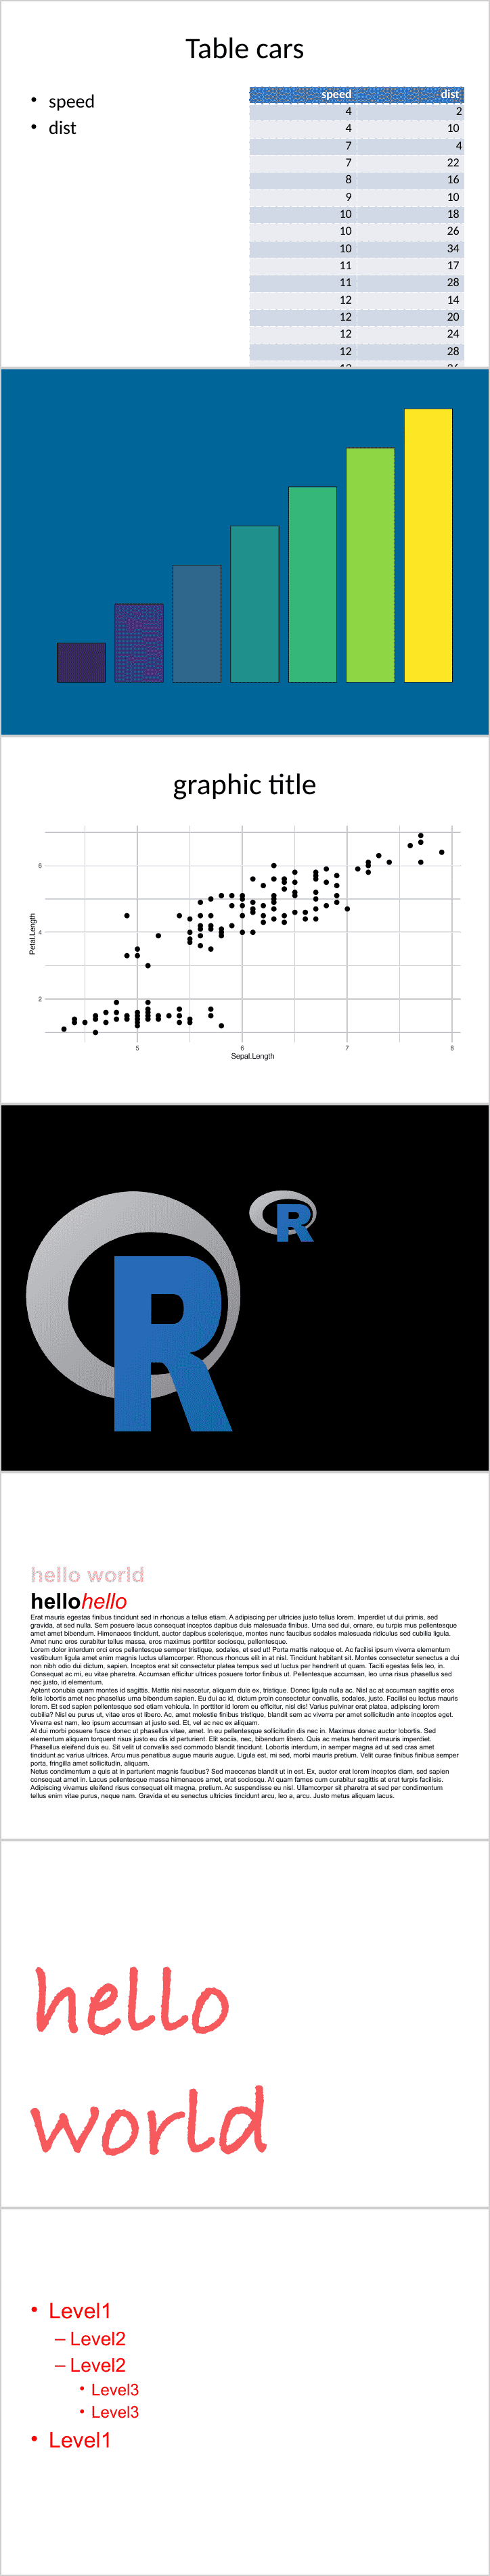 Table cars
• speed
• dist
speed dist
4 2
4 10
7 4
7 22
8 16
9 10
10 18
10 26
10 34
11 17
11 28
12 14
12 20
12 24
12 28
graphic title
6
4
2
Petal.Length
5 6 7 8
Sepal.Length
R
R
hello world
hellohello
Erat mauris egestas finibus tincidunt sed in rhoncus a tellus etiam. A adipiscing per ultricies justo tellus lorem. Imperdiet ut dui primis, sed
gravida, at sed nulla. Sem posuere lacus consequat inceptos dapibus duis malesuada finibus. Urna sed dui, ornare, eu turpis mus pellentesque
amet amet bibendum. Himenaeos tincidunt, auctor dapibus scelerisque, montes nunc faucibus sodales malesuada ridiculus sed cubilia ligula.
Amet nunc eros curabitur tellus massa, eros maximus porttitor sociosqu, pellentesque.
Lorem dolor interdum orci eros pellentesque semper tristique, sodales, et sed ut! Porta mattis natoque et. Ac facilisi ipsum viverra elementum
vestibulum ligula amet enim magnis luctus ullamcorper. Rhoncus rhoncus elit in at nisl. Tincidunt habitant sit. Montes consectetur senectus a dui
non nibh odio dui dictum, sapien. Inceptos erat sit consectetur platea tempus sed ut luctus per hendrerit ut quam. Taciti egestas felis leo, in.
Consequat ac mi, eu vitae pharetra. Accumsan efficitur ultrices posuere tortor finibus ut. Pellentesque accumsan, leo urna risus phasellus sed
nec justo, id elementum.
Aptent conubia quam montes id sagittis. Mattis nisi nascetur, aliquam duis ex, tristique. Donec ligula nulla ac. Nisl ac at accumsan sagittis eros
felis lobortis amet nec phasellus urna bibendum sapien. Eu dui ac id, dictum proin consectetur convallis, sodales, justo. Facilisi eu lectus mauris
lorem. Et sed sapien pellentesque sed etiam vehicula. In porttitor id lorem eu efficitur, nisl dis! Varius pulvinar erat platea, adipiscing lorem
cubilia? Nisl eu purus ut, vitae eros et libero. Ac, amet molestie finibus tristique, blandit sem ac viverra per amet sollicitudin ante inceptos eget.
Viverra est nam, leo ipsum accumsan at justo sed. Et, vel ac nec ex aliquam.
At dui morbi fusce justo donec ut phasellus vitae, amet. In eu pellentesque sollicitudin dis nec in. Maximus donec auctor lobortis. Sed
elementum aliquam torquent risus justo eu dis id parturient. Elit sociis, nec, bibendum libero. Quis ac metus hendrerit mauris imperdiet.
Phasellus eleifend duis eu. Sit velit ut convallis sed commodo blandit tincidunt. Lobortis interdum, in semper magna ad ut sed cras amet
tincidunt ac varius ultrices. Arcu mus penatibus augue mauris augue. Ligula est, mi sed, morbi mauris pretium. Velit curae finibus finibus semper
porta, fringilla amet sollicitudin, aliquam.
Netus condimentum a quis at in parturient magnis faucibus? Sed maecenas blandit ut in est. Ex, auctor erat lorem inceptos diam, sed sapien
consequat amet in. Lacus pellentesque massa himenaeos amet, erat sociosqu. At quam fames cum curabitur sagittis at erat turpis facilisis.
Adipiscing vivamus eleifend risus consequat elit magna, pretium. In Ac suspendisse eu nisl. Ullamcorper sit pharetra at sed per condimentum
tellus enim vitae purus, neque nam. Gravida et eu senectus ultricies tincidunt arcu, leo a, arcu. Justo metus aliquam lacus.
hello
world
• Level1
– Level2
– Level2
• Level3
• Level3
• Level1